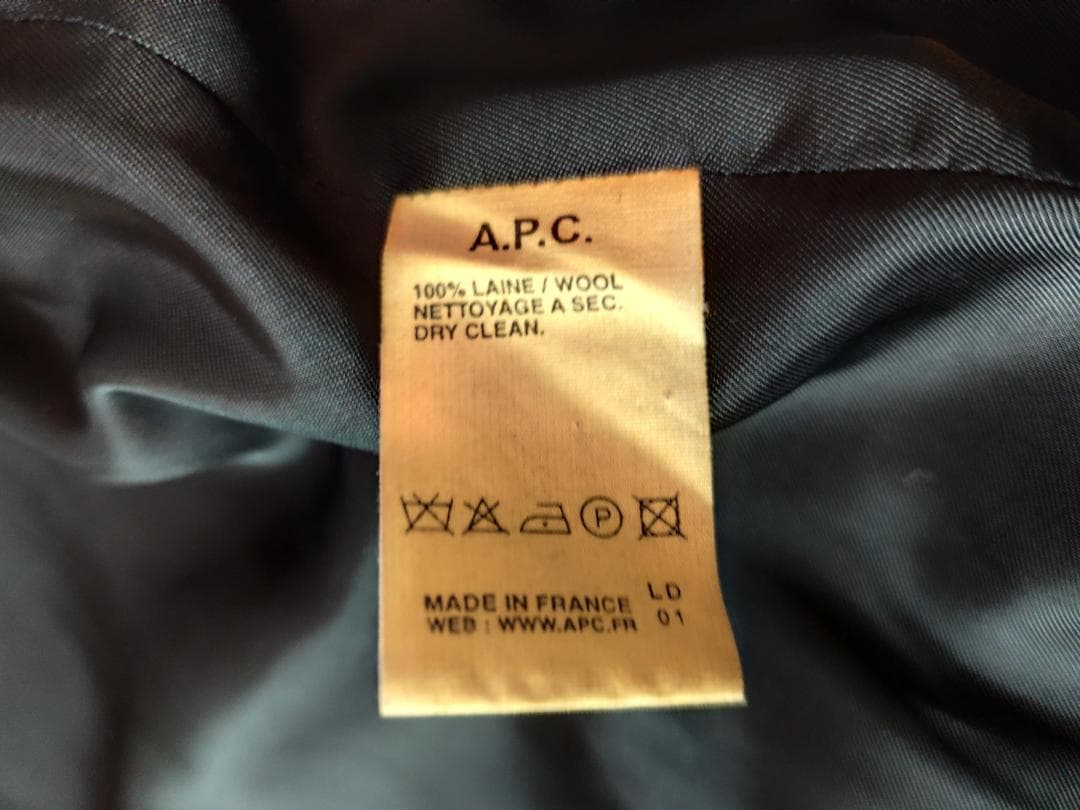 A.P.C.
100% LAINE / WOOL
NETTOYAGE A SEC.
DRY CLEAN.
P
MADE IN FRANCE LD
WEB : WWW.APC.FR 01